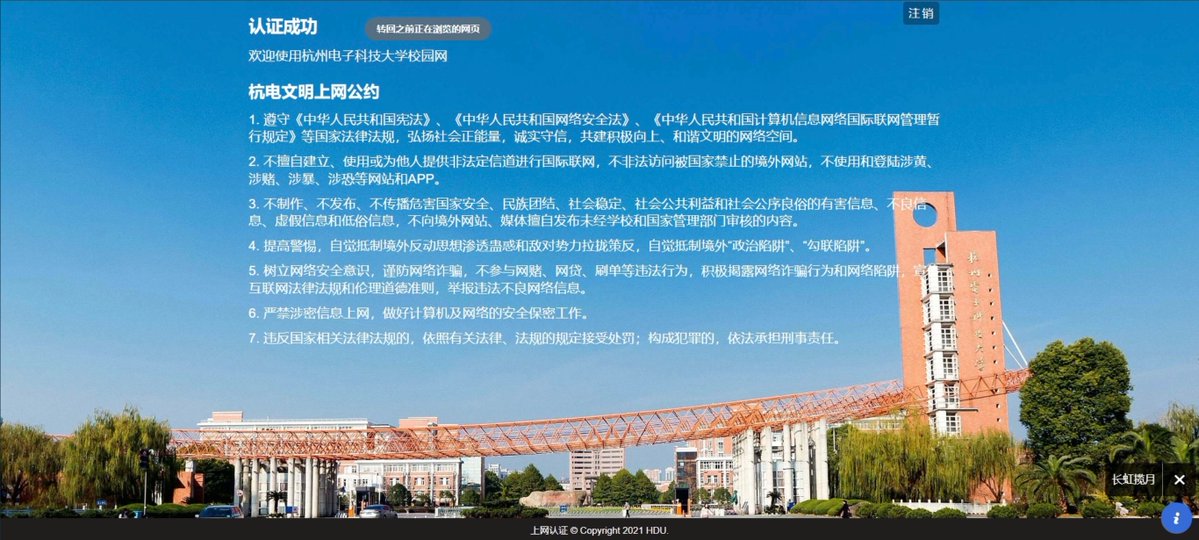 注销
认证成功
转回之前正在浏览的网页
欢迎使用杭州电子科技大学校园网
杭电文明上网公约
1. 遵守《中华人民共和国宪法》、《中华人民共和国网络安全法》、《中华人民共和国计算机信息网络国际联网管理暂
行规定》等国家法律法规，弘扬社会正能量，诚实守信，共建积极向上、和谐文明的网络空间。
2. 不擅自建立、使用或为他人提供非法定信道进行国际联网，不非法访问被国家禁止的境外网站，不使用和登陆涉黄、
涉赌、涉暴、涉恐等网站和APP。
3. 不制作、不发布、不传播危害国家安全、民族团结、社会稳定、社会公共利益和社会公序良俗的有害信息、不良信
息、虚假信息和低俗信息，不向境外网站、媒体擅自发布未经学校和国家管理部门审核的内容。
4. 提高警惕，自觉抵制境外反动思想渗透蛊惑和敌对势力拉拢策反，自觉抵制境外“政治陷阱”、“勾联陷阱”。
5. 树立网络安全意识，谨防网络诈骗，不参与网赌、网贷、刷单等违法行为，积极揭露网络诈骗行为和网络陷阱，宣传
互联网法律法规和伦理道德准则，举报违法不良网络信息。
6. 严禁涉密信息上网，做好计算机及网络的安全保密工作。
7. 违反国家相关法律法规的，依照有关法律、法规的规定接受处罚；构成犯罪的，依法承担刑事责任。
杭州电子科技大学
长虹揽月
上网认证 © Copyright 2021 HDU.